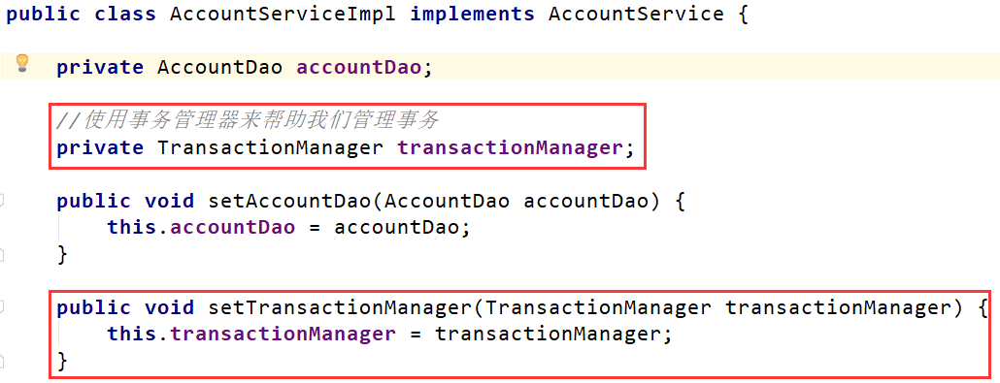 public class AccountServiceImpl implements AccountService {
private AccountDao accountDao;
//使用事务管理器来帮助我们管理事务
private TransactionManager transactionManager;
public void setAccountDao(AccountDao accountDao) {
this.accountDao = accountDao;
}
public void setTransactionManager(TransactionManager transactionManager) {
this.transactionManager = transactionManager;
}